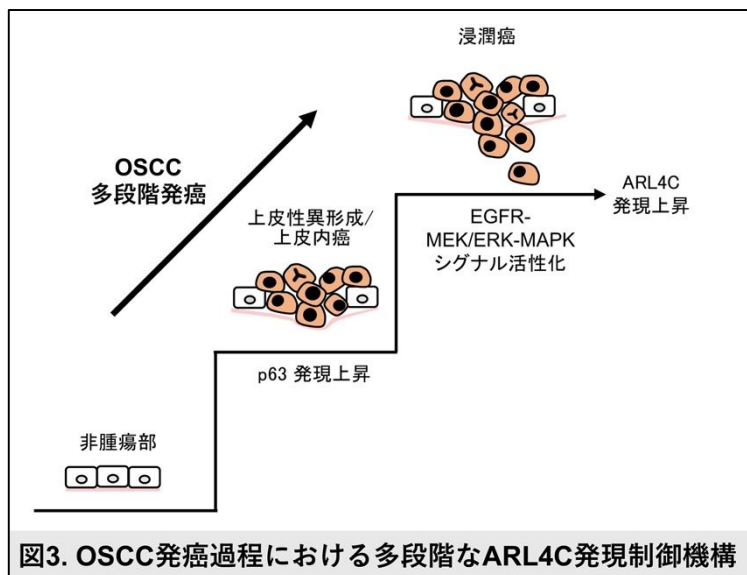 浸潤癌
OSCC
多段階発癌
ARL4C
発現上昇
上皮性異形成/
上皮内癌
EGFR-
MEK/ERK-MAPK
シグナル活性化
p63 発現上昇
非腫瘍部
図3. OSCC発癌過程における多段階なARL4C発現制御機構